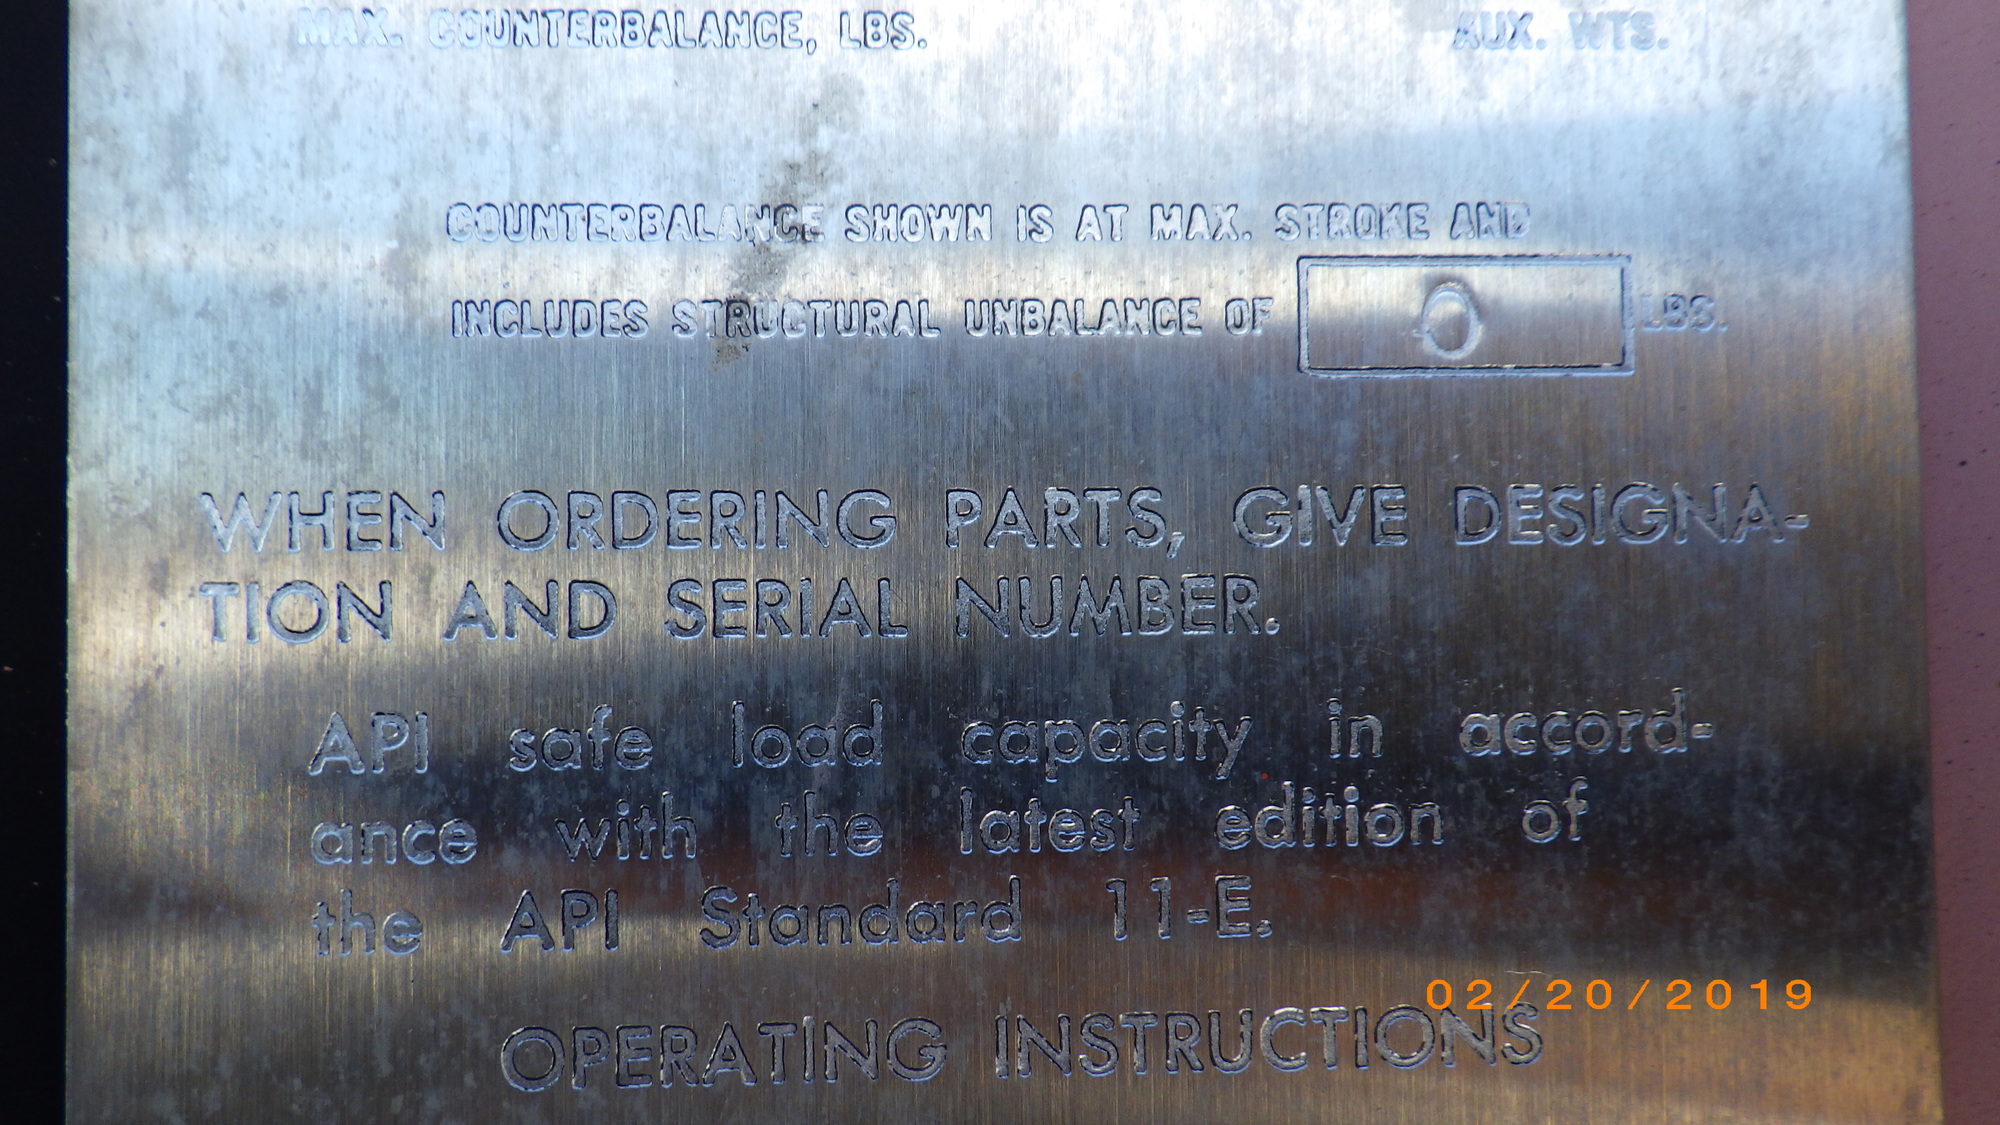 MAX. COUNTERBALANCE, LBS. AUX. WTS.
COUNTERBALANCE SHOWN IS AT MAX. STROKE AND
INCLUDES STRUCTURAL UNBALANCE OF 0 LBS.
WHEN ORDERING PARTS, GIVE DESIGNA-
TION AND SERIAL NUMBER.
API safe load capacity in accord-
ance with the latest edition of
the API Standard 11-E.
02/20/2019
OPERATING INSTRUCTIONS